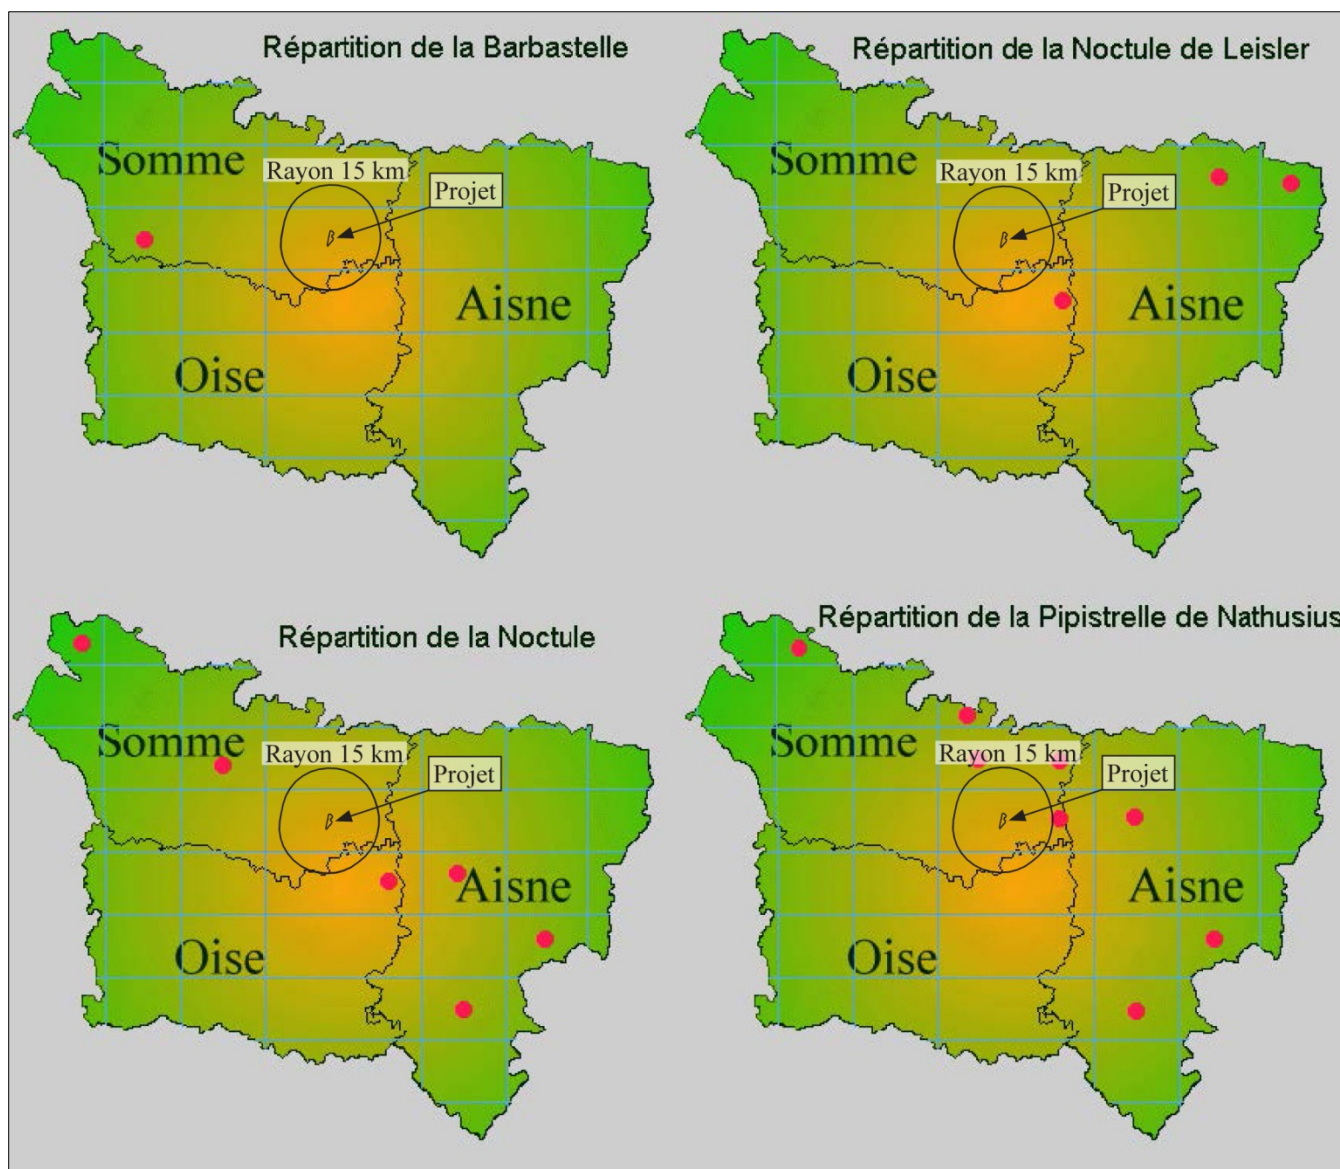 Répartition de la Barbastelle
Somme
Rayon 15 km
Projet
Aisne
Oise
Répartition de la Noctule de Leisler
Somme
Rayon 15 km
Projet
Aisne
Oise
Répartition de la Noctule
Somme
Rayon 15 km
Projet
Aisne
Oise
Répartition de la Pipistrelle de Nathusius
Somme
Rayon 15 km
Projet
Aisne
Oise